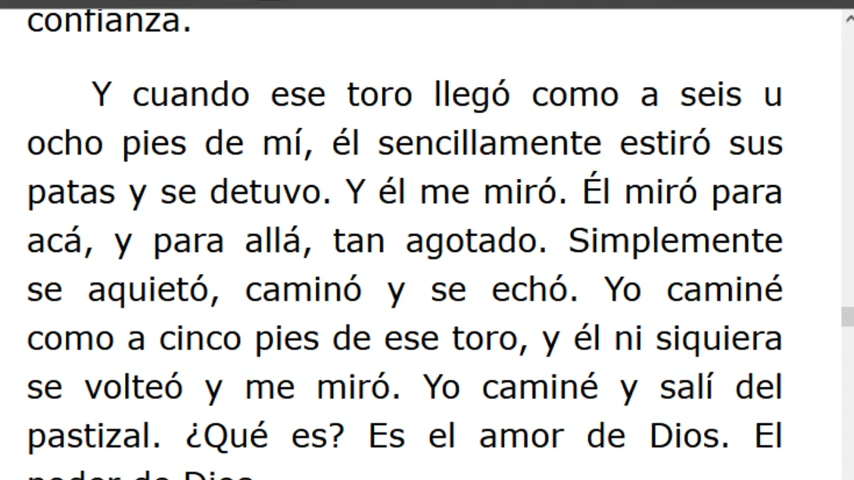 confianza.
Y cuando ese toro llegó como a seis u
ocho pies de mí, él sencillamente estiró sus
patas y se detuvo. Y él me miró. Él miró para
acá, y para allá, tan agotado. Simplemente
se aquietó, caminó y se echó. Yo caminé
como a cinco pies de ese toro, y él ni siquiera
se volteó y me miró. Yo caminé y salí del
pastizal. ¿Qué es? Es el amor de Dios. El
poder de Dios.